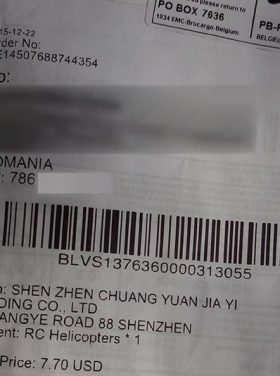 ed please return to
PO BOX 7636
1934 EMC-Brucargo-Belgium
PB-P
BELGIE
15-12-22
rder No:
E14507688744354
o:
OMANIA
: 786
BLVS1376360000313055
n: SHEN ZHEN CHUANG YUAN JIA YI
DING CO., LTD
ANGYE ROAD 88 SHENZHEN
ent: RC Helicopters * 1
Price: 7.70 USD